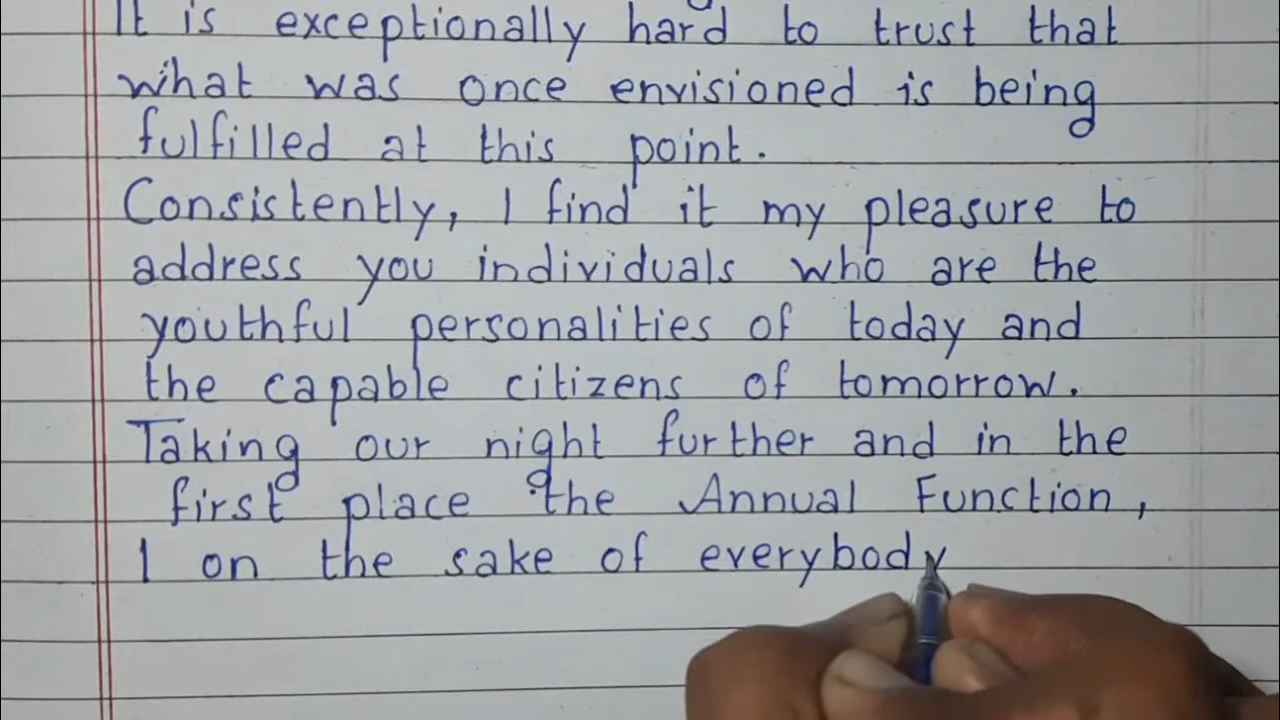 It is exceptionally hard to trust that
what was once envisioned is being
fulfilled at this point.
Consistently, I find it my pleasure to
address you individuals who are the
youthful personalities of today and
the capable citizens of tomorrow.
Taking our night further and in the
first place the Annual Function,
I on the sake of everybody